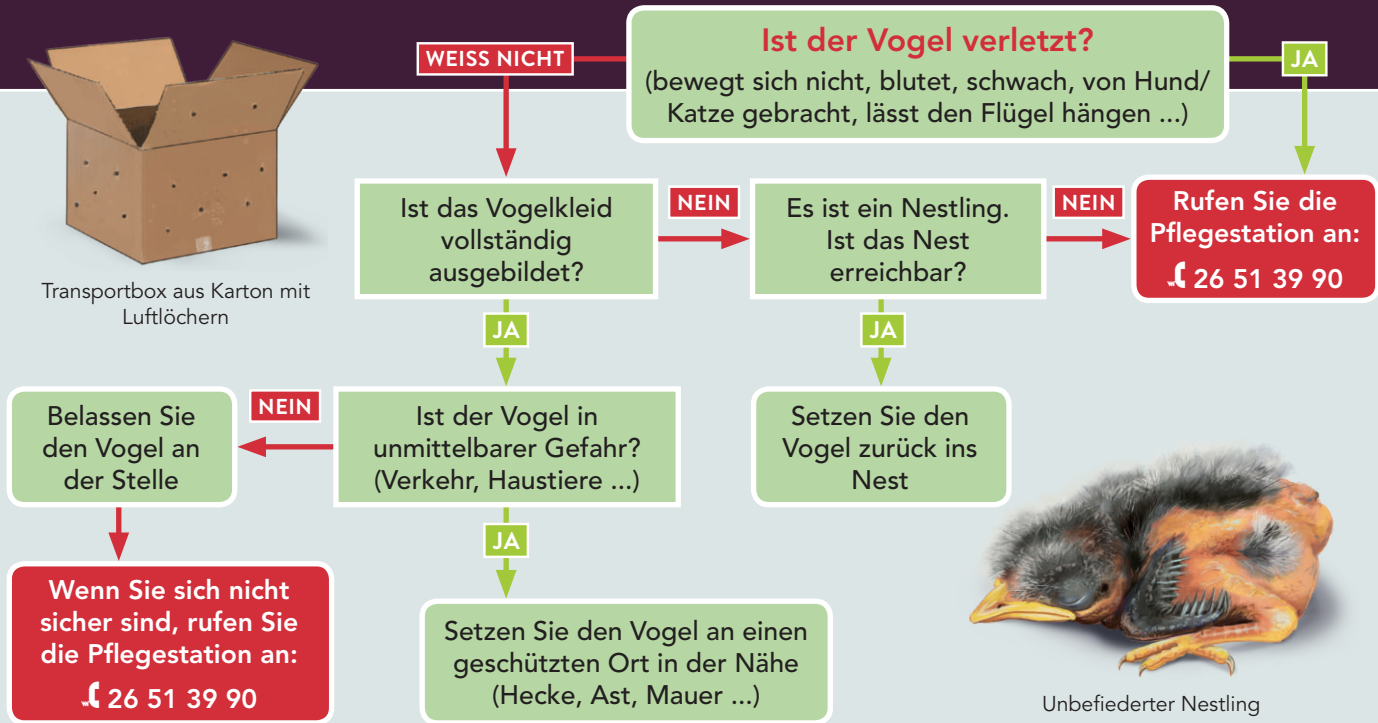 Ist der Vogel verletzt?
(bewegt sich nicht, blutet, schwach, von Hund/
Katze gebracht, lässt den Flügel hängen ...)
WEISS NICHT
JA
Transportbox aus Karton mit
Luftlöchern
Ist das Vogelkleid
vollständig
ausgebildet?
NEIN
Es ist ein Nestling.
Ist das Nest
erreichbar?
NEIN
Rufen Sie die
Pflegestation an:
26 51 39 90
JA
JA
Belassen Sie
den Vogel an
der Stelle
NEIN
Ist der Vogel in
unmittelbarer Gefahr?
(Verkehr, Haustiere ...)
Setzen Sie den
Vogel zurück ins
Nest
JA
Wenn Sie sich nicht
sicher sind, rufen Sie
die Pflegestation an:
26 51 39 90
Setzen Sie den Vogel an einen
geschützten Ort in der Nähe
(Hecke, Ast, Mauer ...)
Unbefiederter Nestling